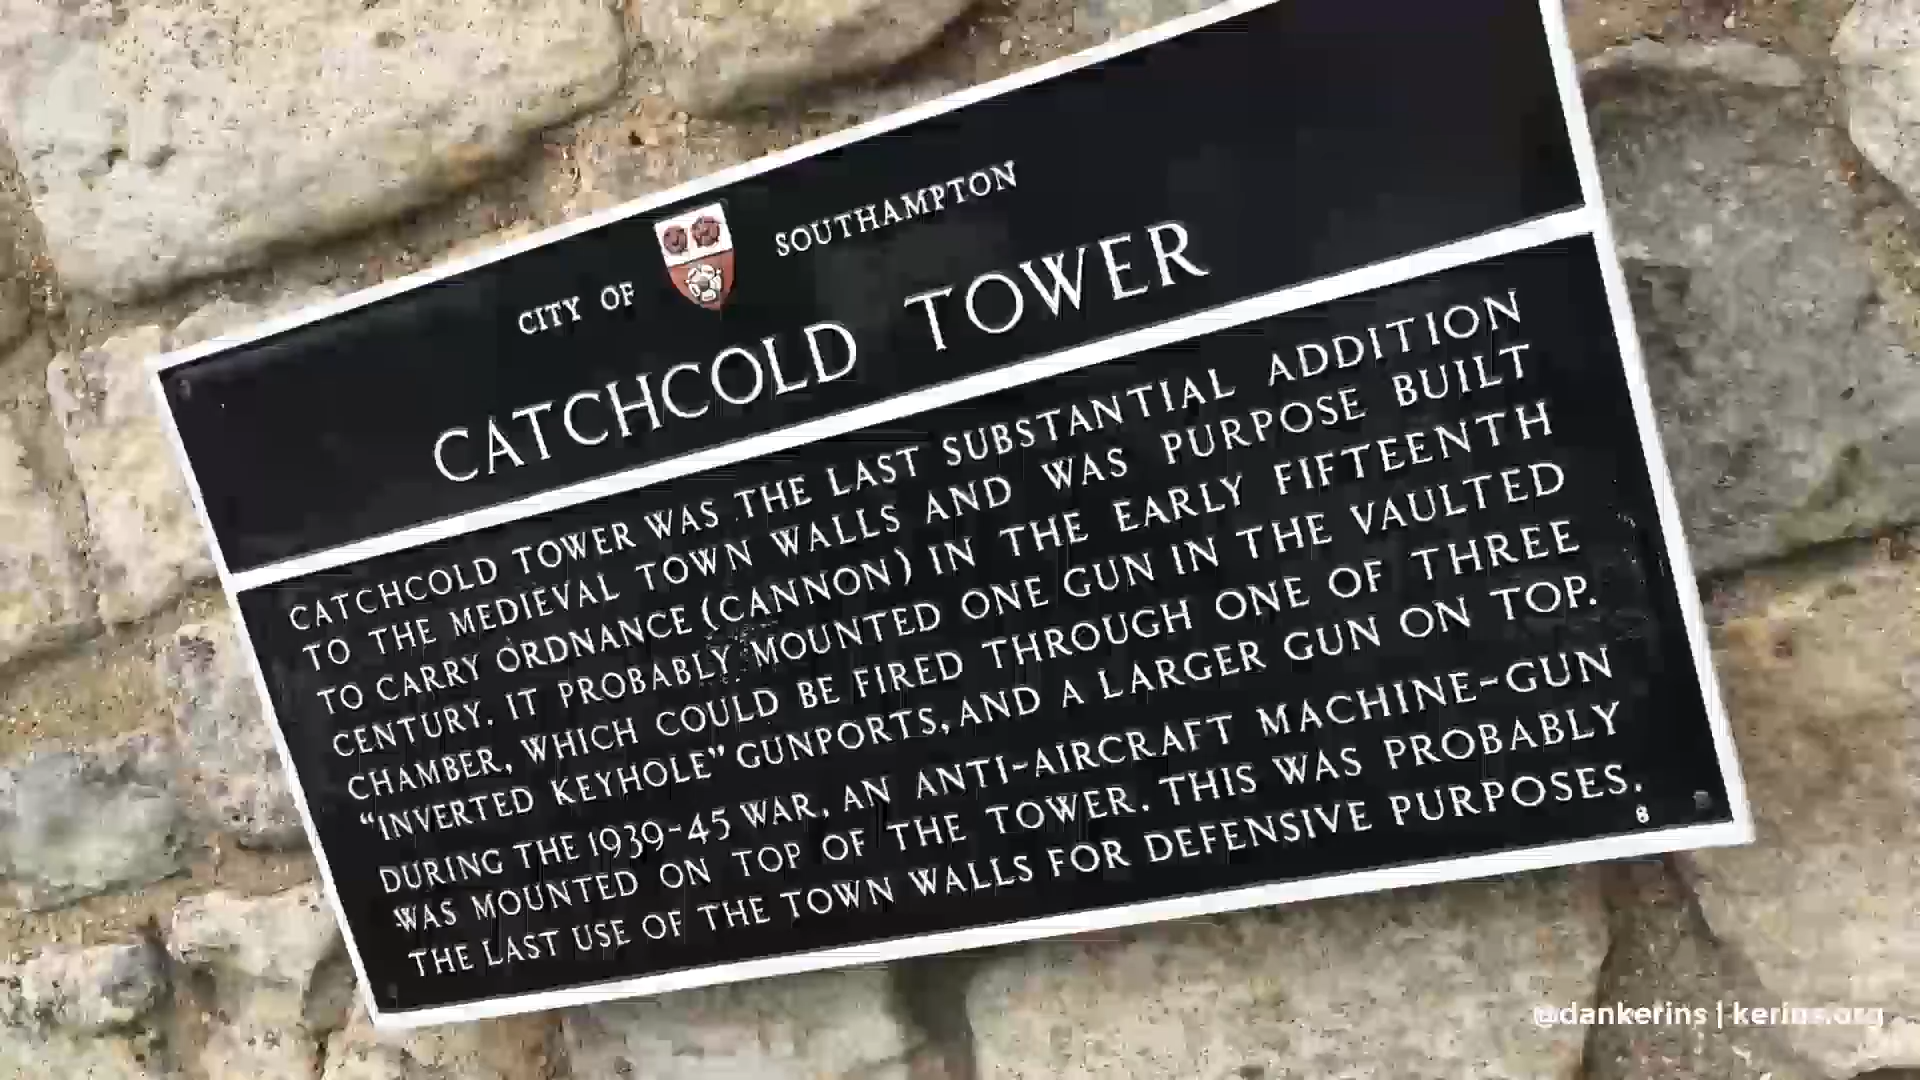 CITY OF SOUTHAMPTON
CATCHCOLD TOWER
CATCHCOLD TOWER WAS THE LAST SUBSTANTIAL ADDITION
TO THE MEDIEVAL TOWN WALLS AND WAS PURPOSE BUILT
TO CARRY ORDNANCE (CANNON) IN THE EARLY FIFTEENTH
CENTURY. IT PROBABLY MOUNTED ONE GUN IN THE VAULTED
CHAMBER, WHICH COULD BE FIRED THROUGH ONE OF THREE
“INVERTED KEYHOLE” GUNPORTS, AND A LARGER GUN ON TOP.
DURING THE 1939-45 WAR, AN ANTI-AIRCRAFT MACHINE-GUN
WAS MOUNTED ON TOP OF THE TOWER. THIS WAS PROBABLY
THE LAST USE OF THE TOWN WALLS FOR DEFENSIVE PURPOSES.
8
@dankerins | kerins.org